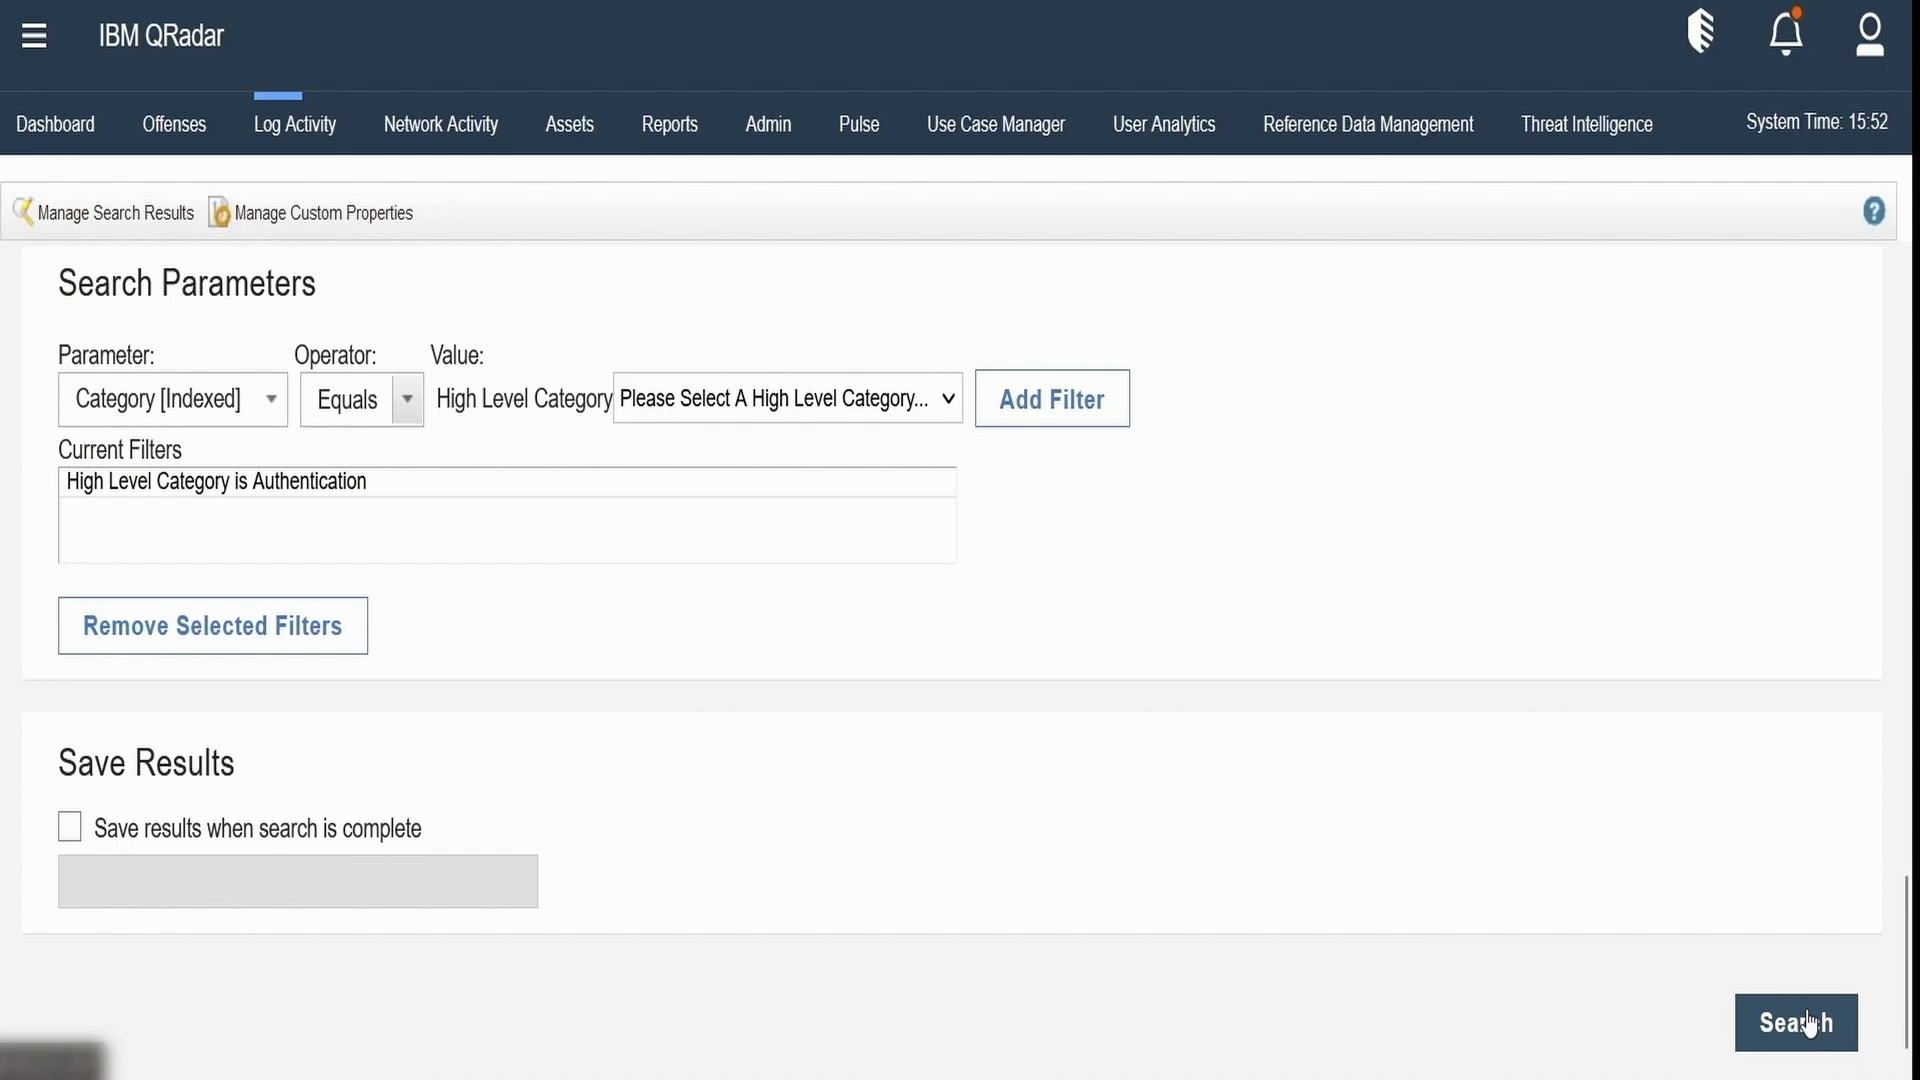 IBM QRadar
Dashboard Offenses Log Activity Network Activity Assets Reports Admin Pulse Use Case Manager User Analytics Reference Data Management Threat Intelligence System Time: 15:52
Manage Search Results Manage Custom Properties ?
Search Parameters
Parameter: Operator: Value:
Category [Indexed] Equals High Level Category Please Select A High Level Category... Add Filter
Current Filters
High Level Category is Authentication
Remove Selected Filters
Save Results
Save results when search is complete
Search